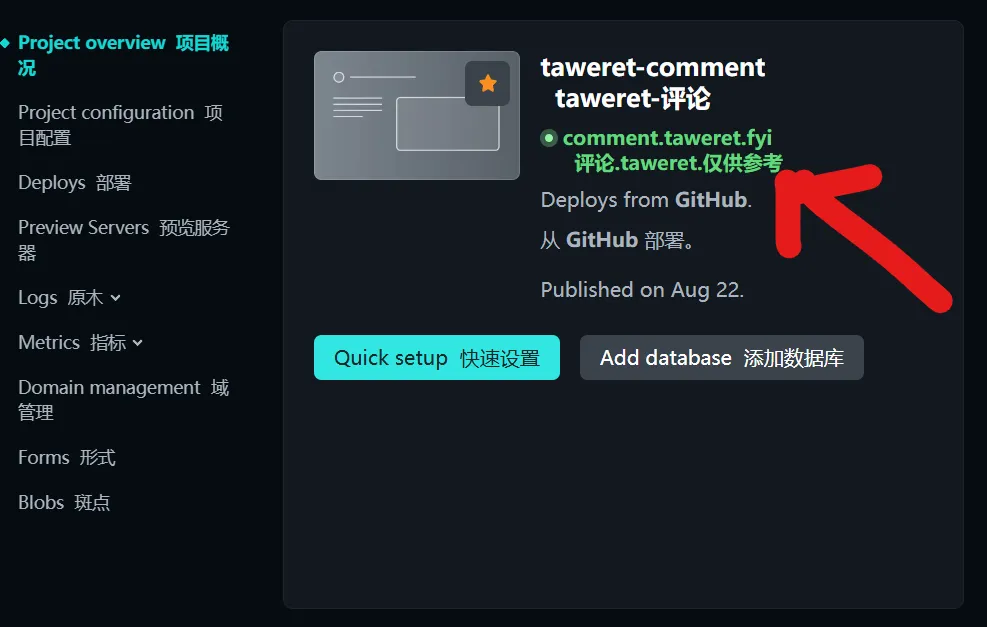 Project overview 项目概
况
Project configuration 项
目配置
Deploys 部署
Preview Servers 预览服务
器
Logs 原木
Metrics 指标
Domain management 域
管理
Forms 形式
Blobs 斑点
taweret-comment
taweret-评论
comment.taweret.fyi
评论.taweret.仅供参考
Deploys from GitHub.
从 GitHub 部署。
Published on Aug 22.
Quick setup 快速设置
Add database 添加数据库